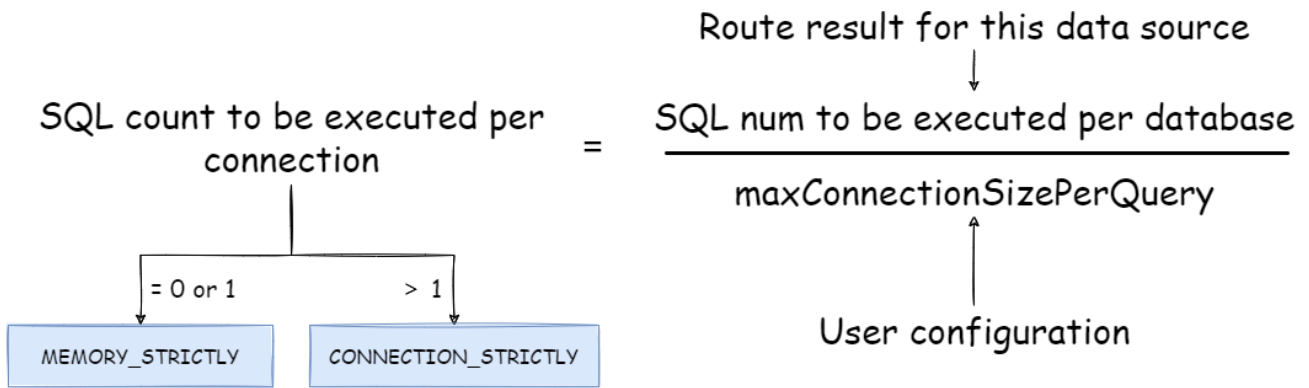 Route result for this data source
SQL count to be executed per
connection
=
SQL num to be executed per database
maxConnectionSizePerQuery
= 0 or 1
> 1
MEMORY_STRICTLY
CONNECTION_STRICTLY
User configuration